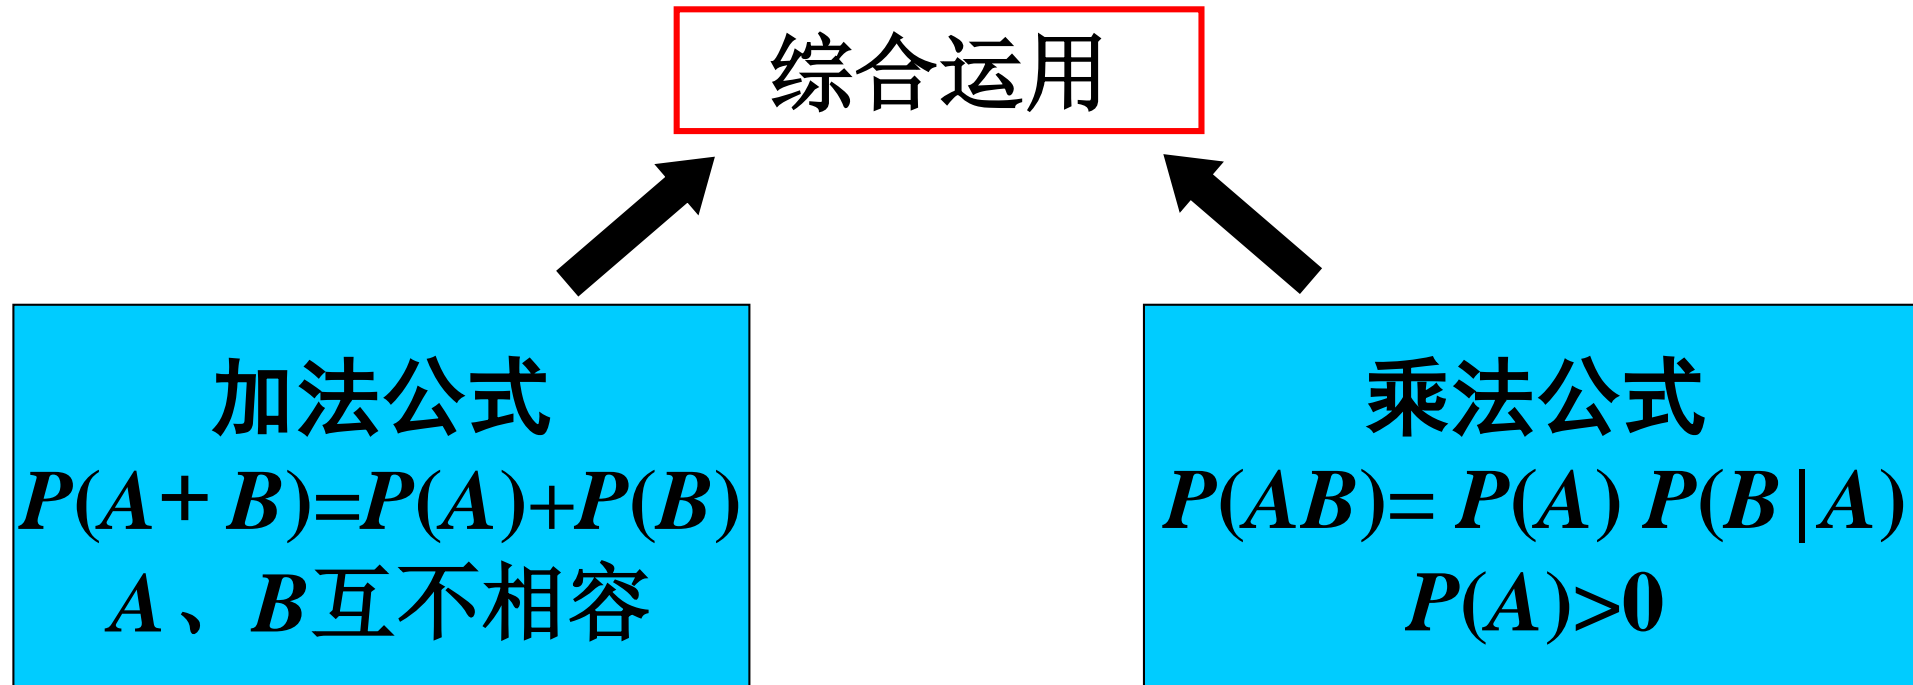 综合运用
加法公式
P(A+B)=P(A)+P(B)
A、B互不相容
乘法公式
P(AB)= P(A) P(B|A)
P(A)>0